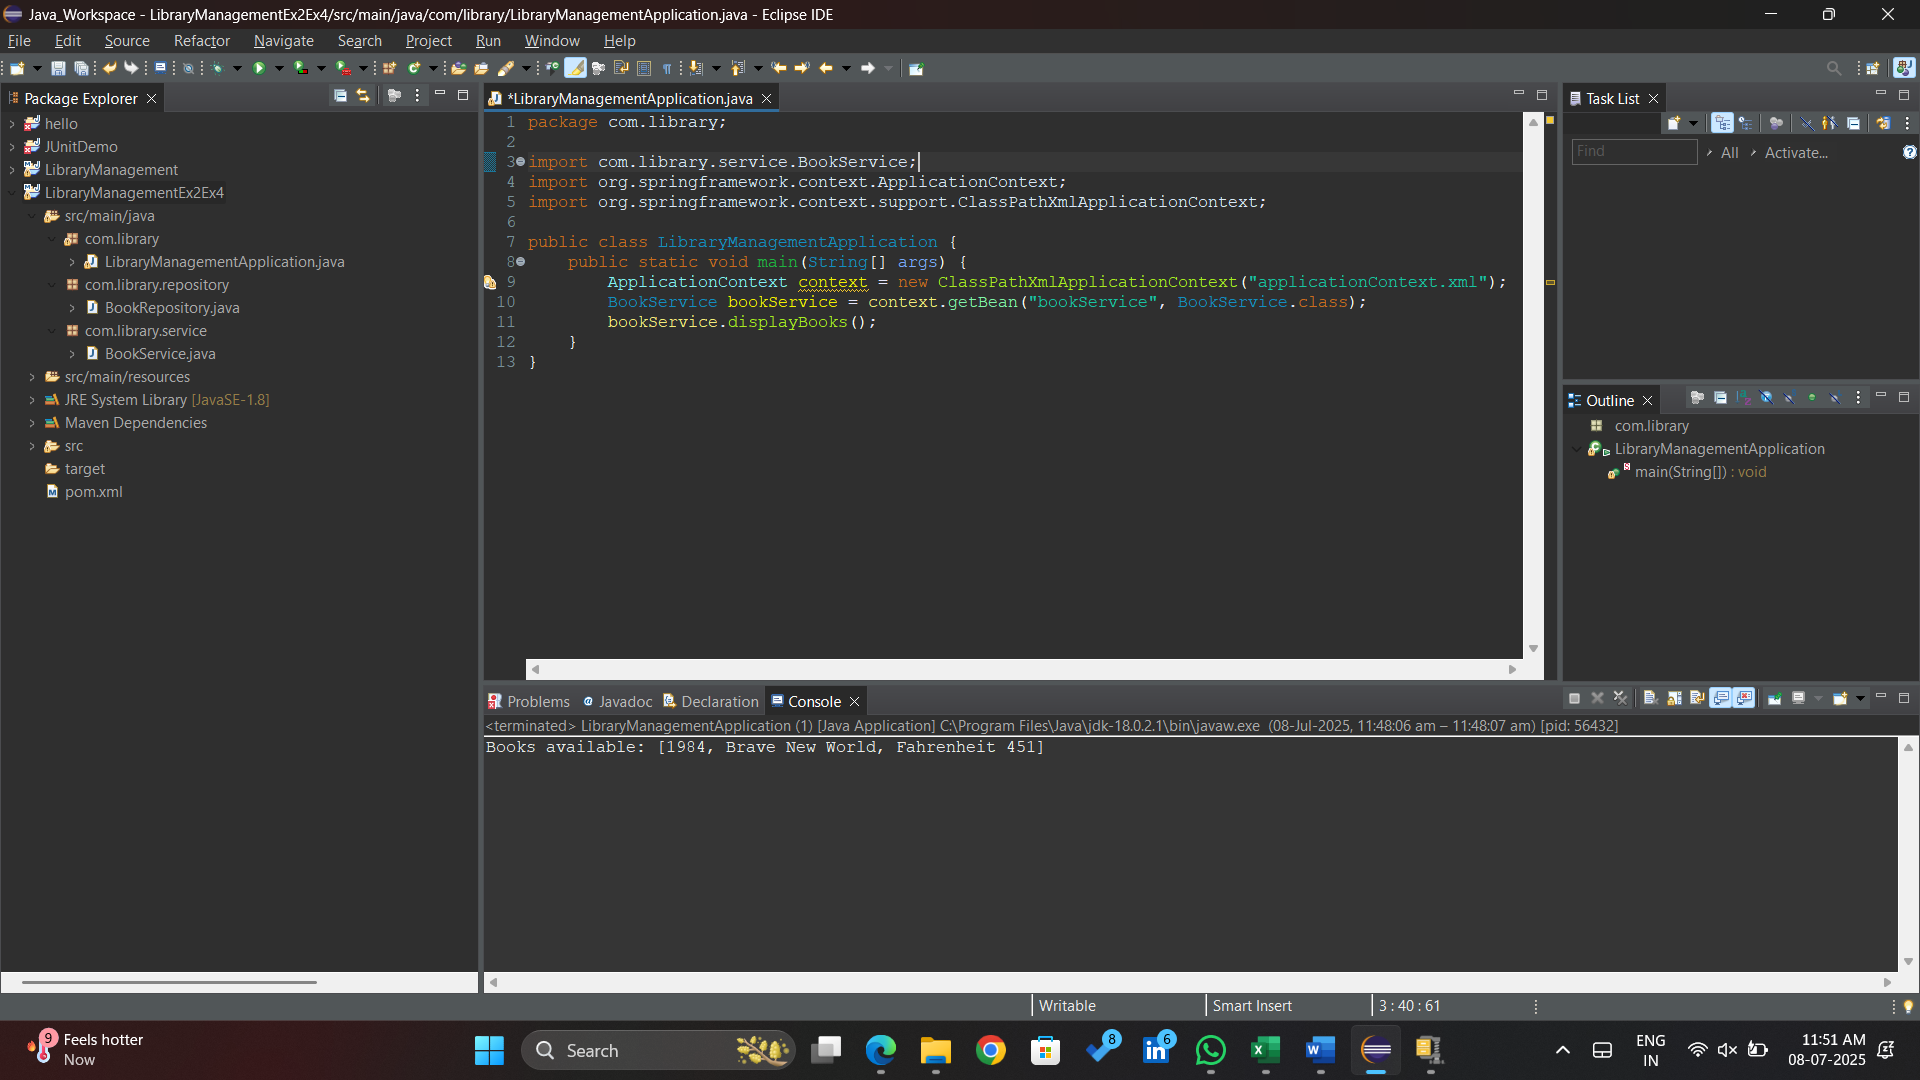 Java_Workspace - LibraryManagementEx2Ex4/src/main/java/com/library/LibraryManagementApplication.java - Eclipse IDE
File Edit Source Refactor Navigate Search Project Run Window Help
Package Explorer
hello
JUnitDemo
LibraryManagement
LibraryManagementEx2Ex4
src/main/java
com.library
LibraryManagementApplication.java
com.library.repository
BookRepository.java
com.library.service
BookService.java
src/main/resources
JRE System Library [JavaSE-1.8]
Maven Dependencies
src
target
pom.xml
*LibraryManagementApplication.java
1 package com.library;
2
3 import com.library.service.BookService;
4 import org.springframework.context.ApplicationContext;
5 import org.springframework.context.support.ClassPathXmlApplicationContext;
6
7 public class LibraryManagementApplication {
8 public static void main(String[] args) {
9 ApplicationContext context = new ClassPathXmlApplicationContext("applicationContext.xml");
10 BookService bookService = context.getBean("bookService", BookService.class);
11 bookService.displayBooks();
12 }
13 }
Task List
Find All Activate...
Outline
com.library
LibraryManagementApplication
main(String[]) : void
Problems Javadoc Declaration Console
<terminated> LibraryManagementApplication (1) [Java Application] C:\Program Files\Java\jdk-18.0.2.1\bin\javaw.exe (08-Jul-2025, 11:48:06 am – 11:48:07 am) [pid: 56432]
Books available: [1984, Brave New World, Fahrenheit 451]
Writable Smart Insert 3 : 40 : 61
9 Feels hotter
Now
Search
8
6
ENG
IN
11:51 AM
08-07-2025